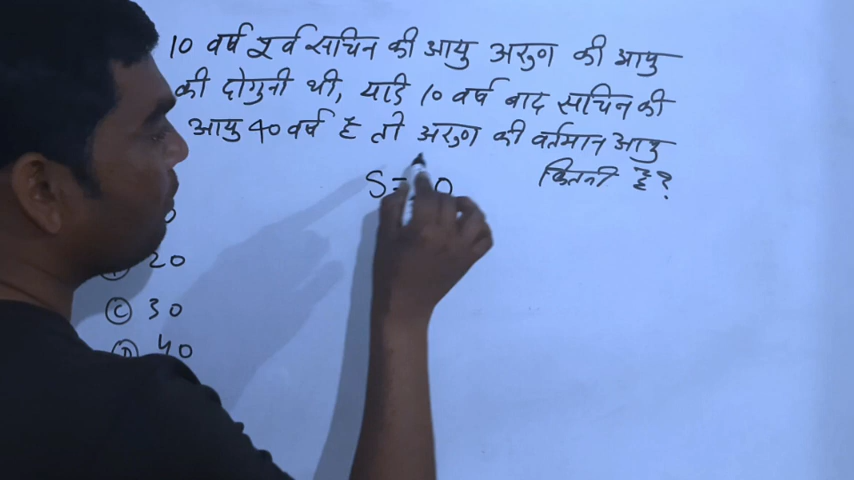 10 वर्ष पूर्व सचिन की आयु अरुण की आयु
की दोगुनी थी, यदि 10 वर्ष बाद सचिन की
आयु 40 वर्ष है तो अरुण की वर्तमान आयु
कितनी है?
S=
20
Ⓒ 30
Ⓓ 40